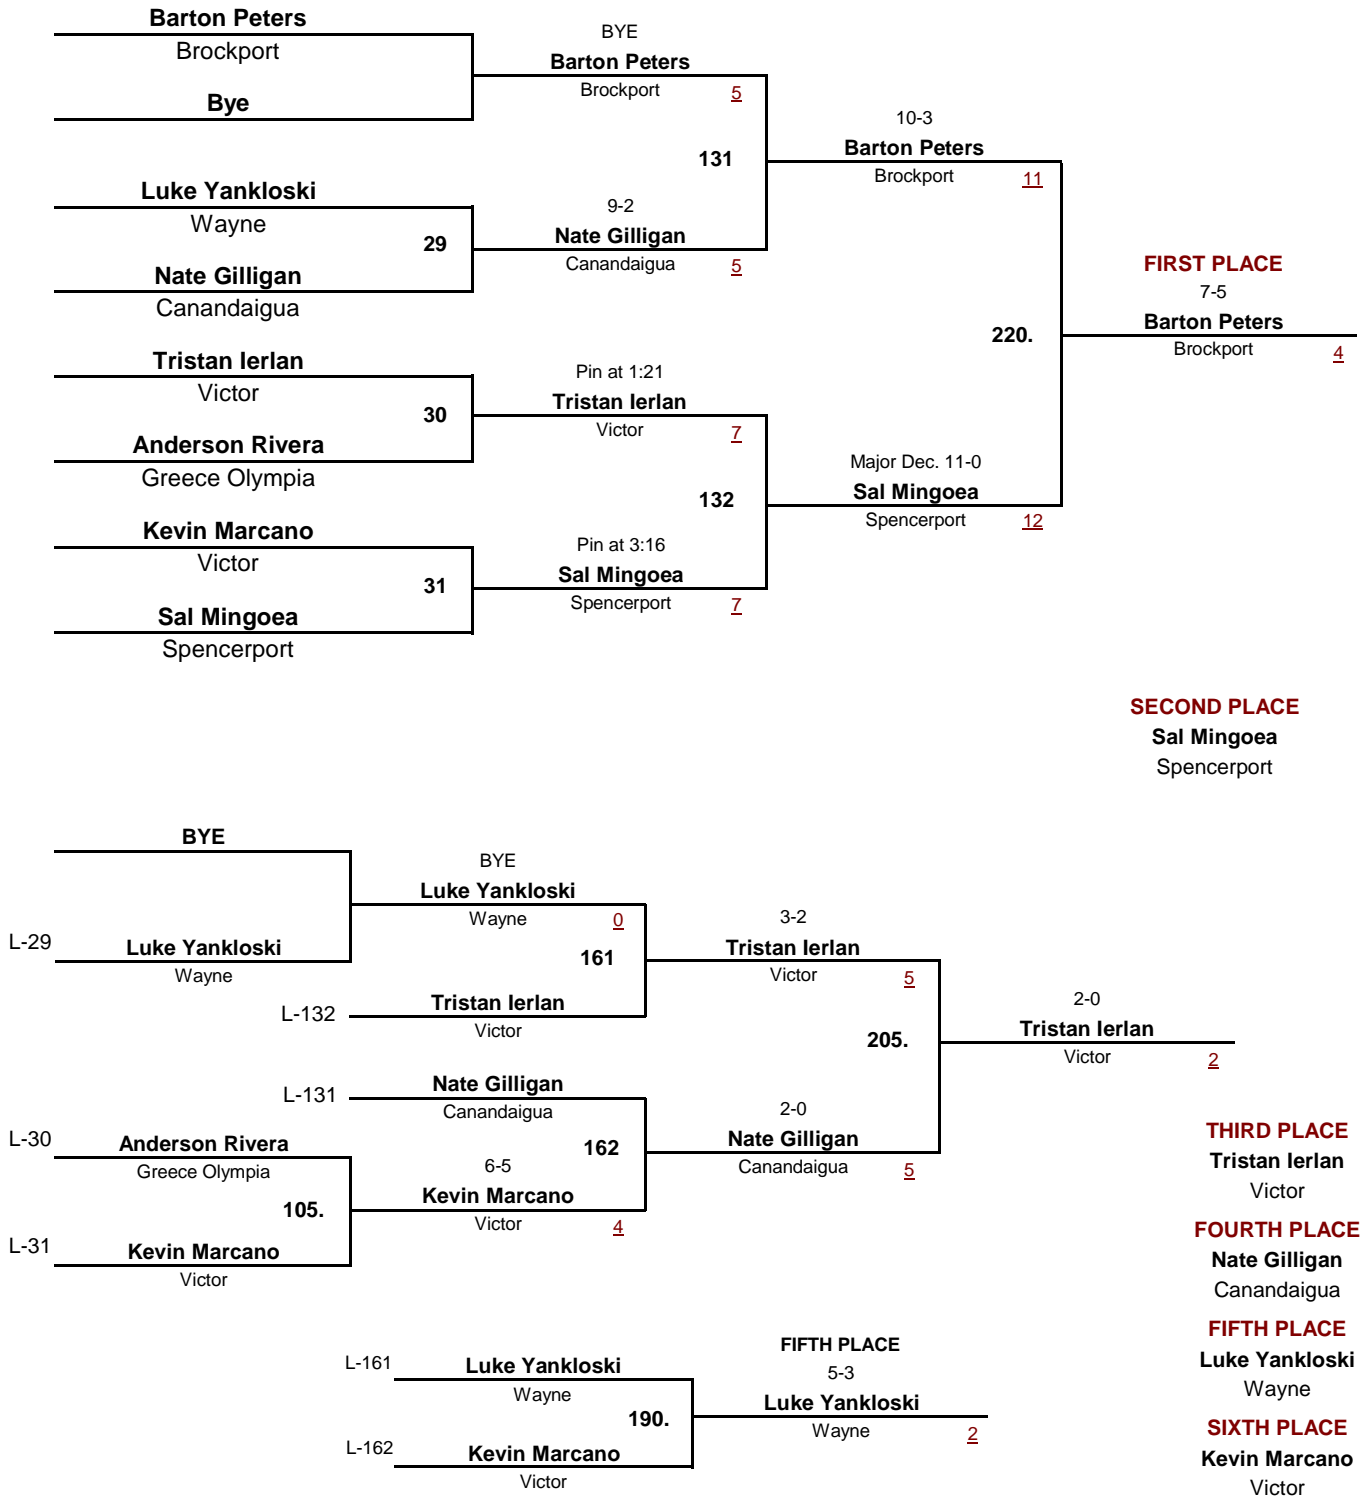 Barton Peters
Brockport
Bye
BYE
Barton Peters
Brockport
5
131
10-3
Barton Peters
Brockport
11
Luke Yankloski
Wayne
29
Nate Gilligan
Canandaigua
9-2
Nate Gilligan
Canandaigua
5
FIRST PLACE
7-5
Barton Peters
Brockport
4
220.
Tristan Ierlan
Victor
30
Anderson Rivera
Greece Olympia
Pin at 1:21
Tristan Ierlan
Victor
7
132
Major Dec. 11-0
Sal Mingoea
Spencerport
12
Kevin Marcano
Victor
31
Sal Mingoea
Spencerport
Pin at 3:16
Sal Mingoea
Spencerport
7
SECOND PLACE
Sal Mingoea
Spencerport
BYE
L-29
Luke Yankloski
Wayne
BYE
Luke Yankloski
Wayne
0
161
L-132
Tristan Ierlan
Victor
3-2
Tristan Ierlan
Victor
5
205.
2-0
Tristan Ierlan
Victor
2
L-131
Nate Gilligan
Canandaigua
162
L-30
Anderson Rivera
Greece Olympia
105.
L-31
Kevin Marcano
Victor
6-5
Kevin Marcano
Victor
4
2-0
Nate Gilligan
Canandaigua
5
THIRD PLACE
Tristan Ierlan
Victor
FOURTH PLACE
Nate Gilligan
Canandaigua
FIFTH PLACE
Luke Yankloski
Wayne
SIXTH PLACE
Kevin Marcano
Victor
L-161
Luke Yankloski
Wayne
190.
L-162
Kevin Marcano
Victor
FIFTH PLACE
5-3
Luke Yankloski
Wayne
2